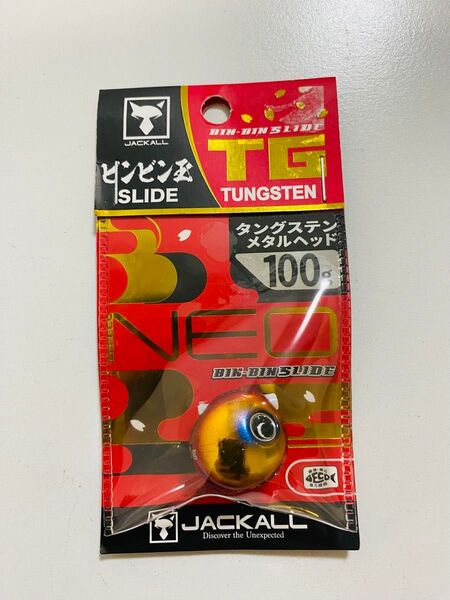 JACKALL
ビンビン玉
SLIDE
BIN-BIN SLIDE
TG
TUNGSTEN
タングステン
メタルヘッド
100g
NEO
BIN-BIN SLIDE
ECO
JACKALL
Discover the Unexpected